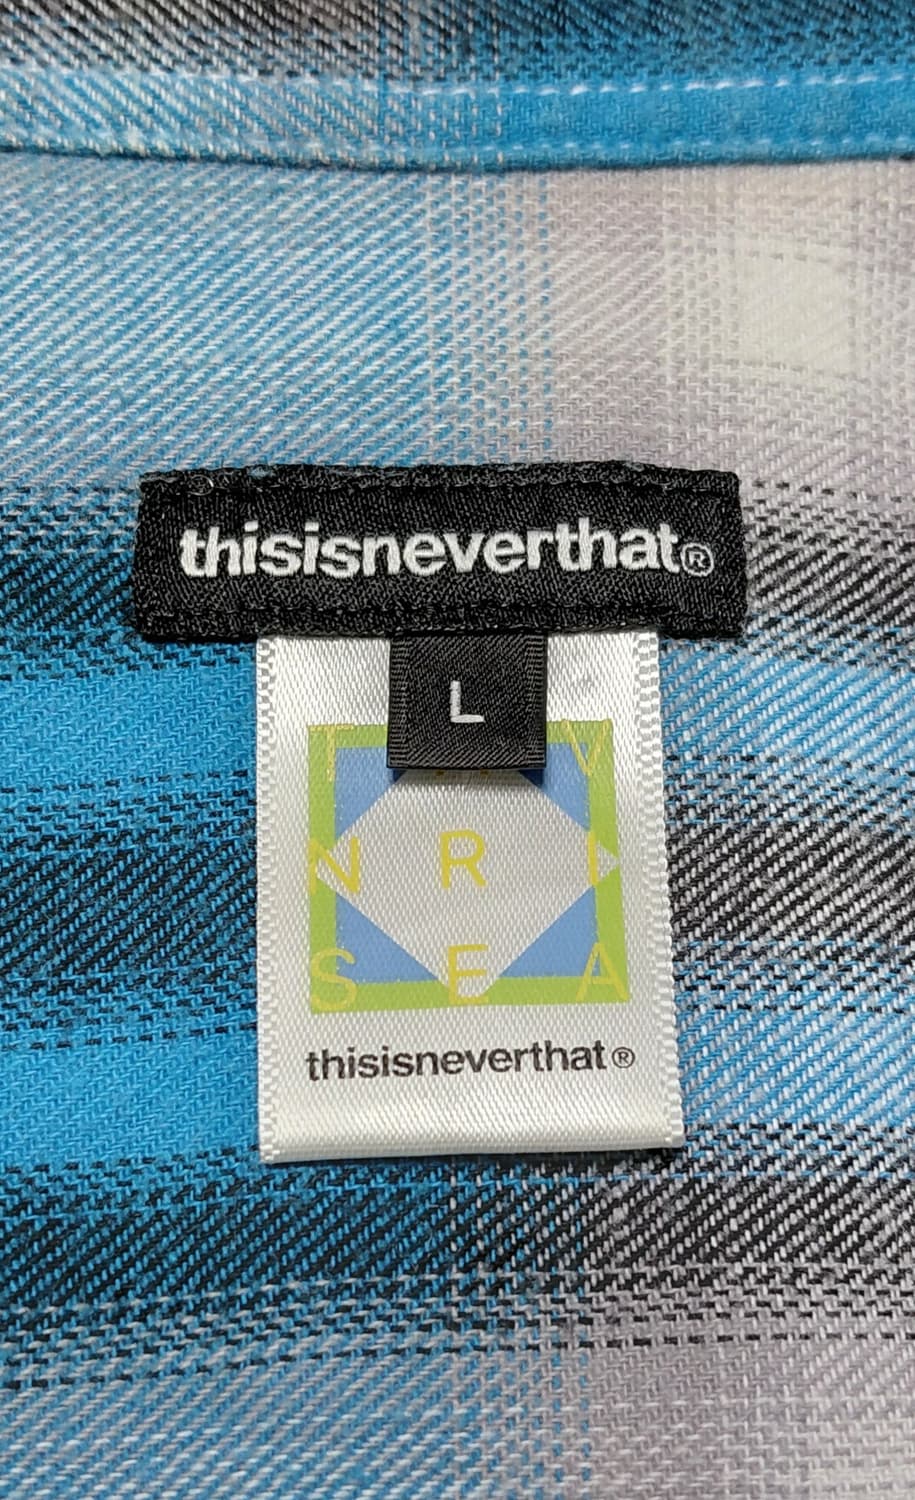 thisisneverthat®
L
T V
N R I
S E A
thisisneverthat®